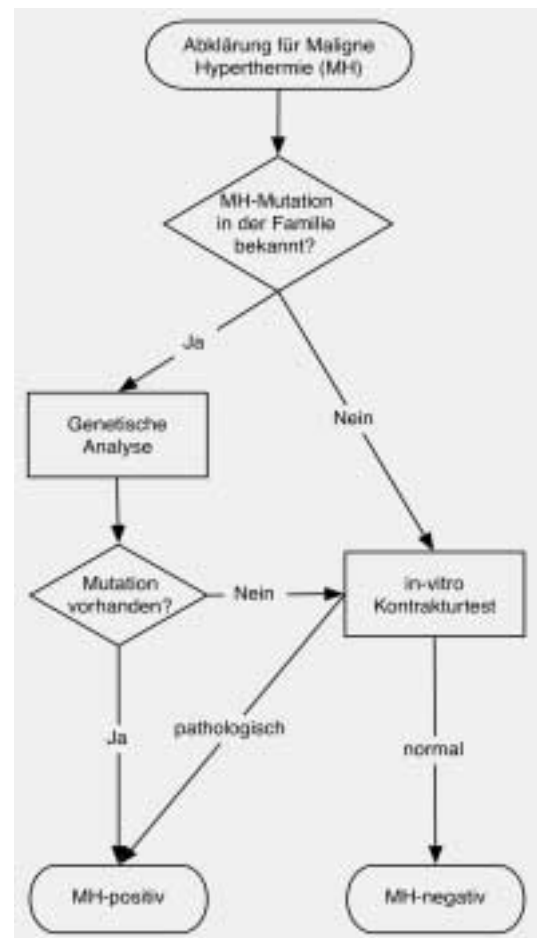 Abklärung für Maligne
Hyperthermie (MH)
MH-Mutation
in der Familie
bekannt?
Ja
Nein
Genetische
Analyse
Mutation
vorhanden?
Nein
in-vitro
Kontrakturtest
Ja
pathologisch
normal
MH-positiv
MH-negativ